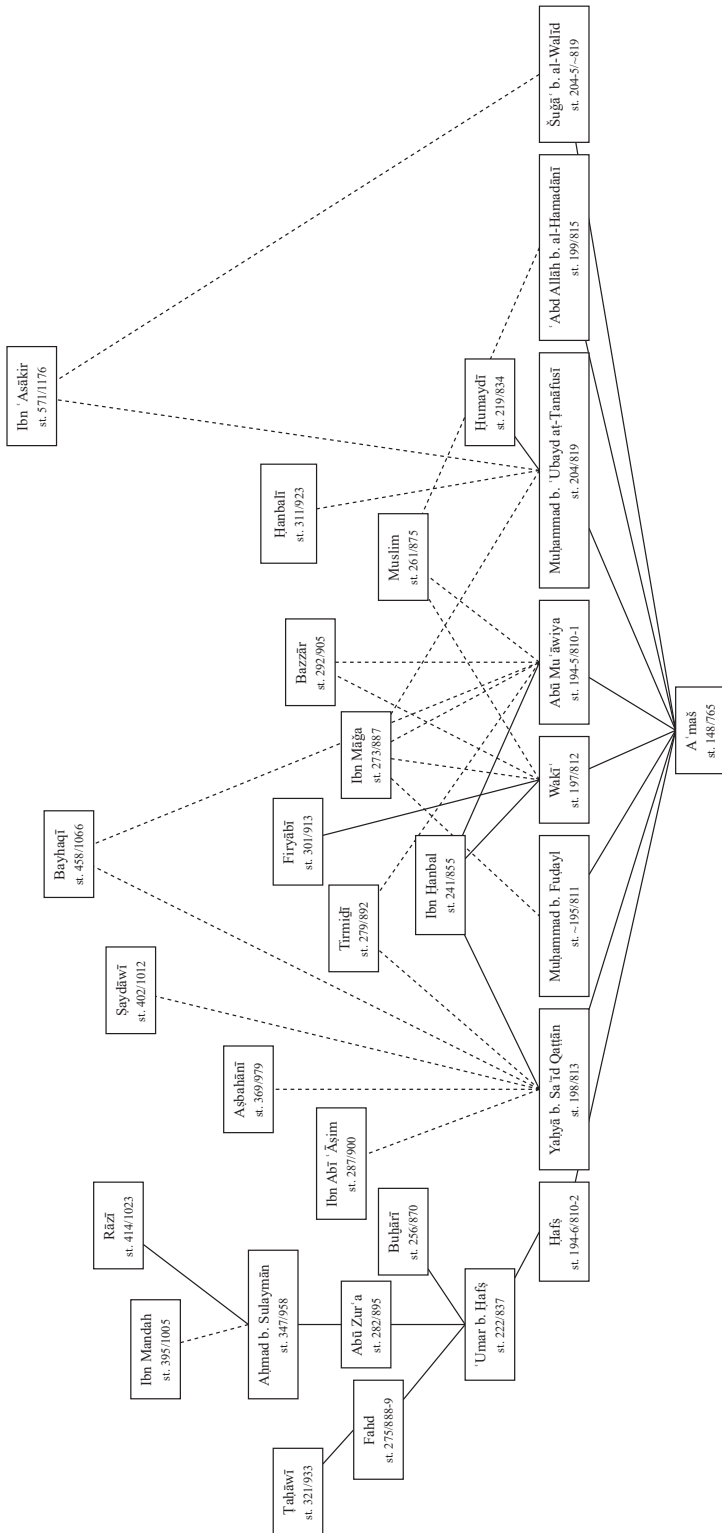 Ibn ʿAsākir
st. 571/1176
Bayhaqī
st. 458/1066
Ṣaydāwī
st. 402/1012
Rāzī
st. 414/1023
Ibn Mandah
st. 395/1005
Aṣbahānī
st. 369/979
Aḥmad b. Sulaymān
st. 347/958
Ḥanbalī
st. 311/923
Firyābī
st. 301/913
Ṭaḥāwī
st. 321/933
Bazzār
st. 292/905
Ibn Abī ʿĀṣim
st. 287/900
Ibn Māǧa
st. 273/887
Tirmiḏī
st. 279/892
Abū Zurʿa
st. 282/895
Fahd
st. 275/888-9
Muslim
st. 261/875
Buḫārī
st. 256/870
Ibn Ḥanbal
st. 241/855
Ḥumaydī
st. 219/834
ʿUmar b. Ḥafṣ
st. 222/837
Ḥafṣ
st. 194-6/810-2
Yaḥyā b. Saʿīd Qaṭṭān
st. 198/813
Muḥammad b. Fuḍayl
st. ~195/811
Wakīʿ
st. 197/812
Abū Muʿāwiya
st. 194-5/810-1
Muḥammad b. ʿUbayd aṭ-Ṭanāfusī
st. 204/819
ʿAbd Allāh b. al-Hamadānī
st. 199/815
Šuǧāʿ b. al-Walīd
st. 204-5/~819
Aʿmaš
st. 148/765